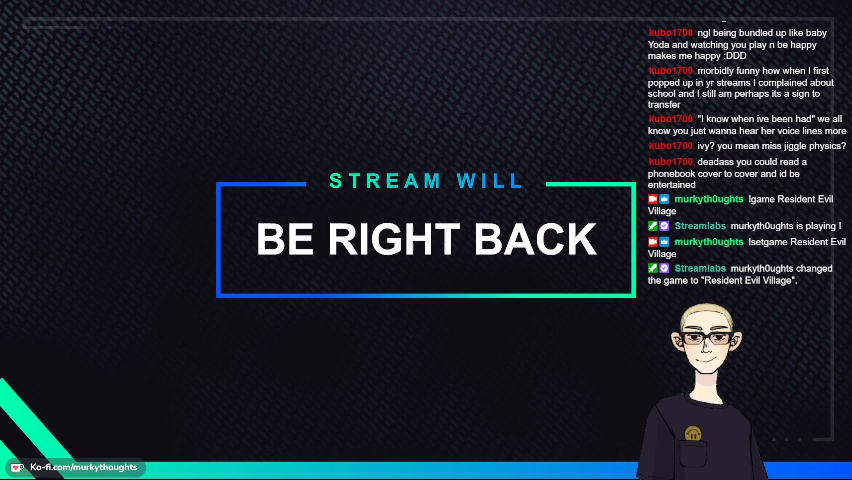 STREAM WILL
BE RIGHT BACK
kubo1700 ngl being bundled up like baby
Yoda and watching you play n be happy
makes me happy :DDD
kubo1700 morbidly funny how when I first
popped up in yr streams I complained about
school and I still am perhaps its a sign to
transfer
kubo1700 "I know when ive been had" we all
know you just wanna hear her voice lines more
kubo1700 ivy? you mean miss jiggle physics?
kubo1700 deadass you could read a
phonebook cover to cover and id be
entertained
murkyth0ughts !game Resident Evil
Village
Streamlabs murkyth0ughts is playing !
murkyth0ughts !setgame Resident Evil
Village
Streamlabs murkyth0ughts changed
the game to "Resident Evil Village".
Ko-fi.com/murkythoughts